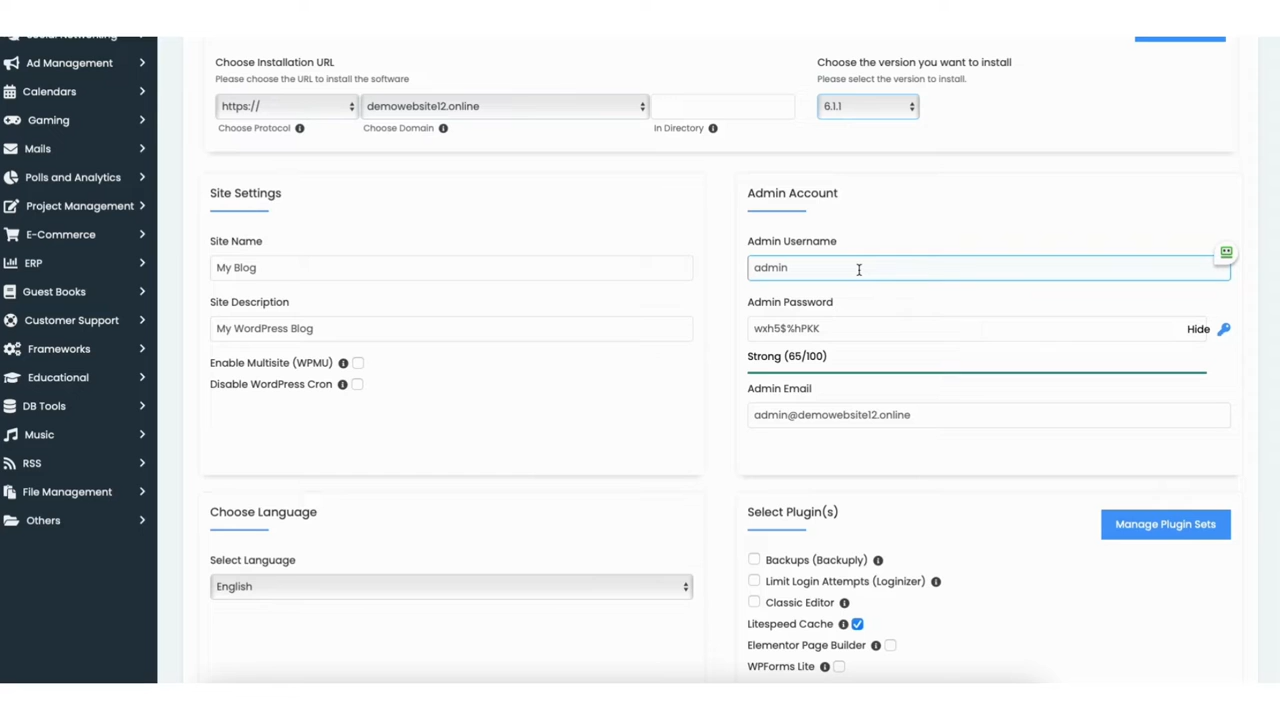 Social Networking
Ad Management
Calendars
Gaming
Mails
Polls and Analytics
Project Management
E-Commerce
ERP
Guest Books
Customer Support
Frameworks
Educational
DB Tools
Music
RSS
File Management
Others
Choose Installation URL
Please choose the URL to install the software
https://
demowebsite12.online
Choose Protocol
Choose Domain
In Directory
Choose the version you want to install
Please select the version to install.
6.1.1
Site Settings
Site Name
My Blog
Site Description
My WordPress Blog
Enable Multisite (WPMU)
Disable WordPress Cron
Admin Account
Admin Username
admin
Admin Password
wxh5$%hPKK
Hide
Strong (65/100)
Admin Email
admin@demowebsite12.online
Choose Language
Select Language
English
Select Plugin(s)
Manage Plugin Sets
Backups (Backuply)
Limit Login Attempts (Loginizer)
Classic Editor
Litespeed Cache
Elementor Page Builder
WPForms Lite